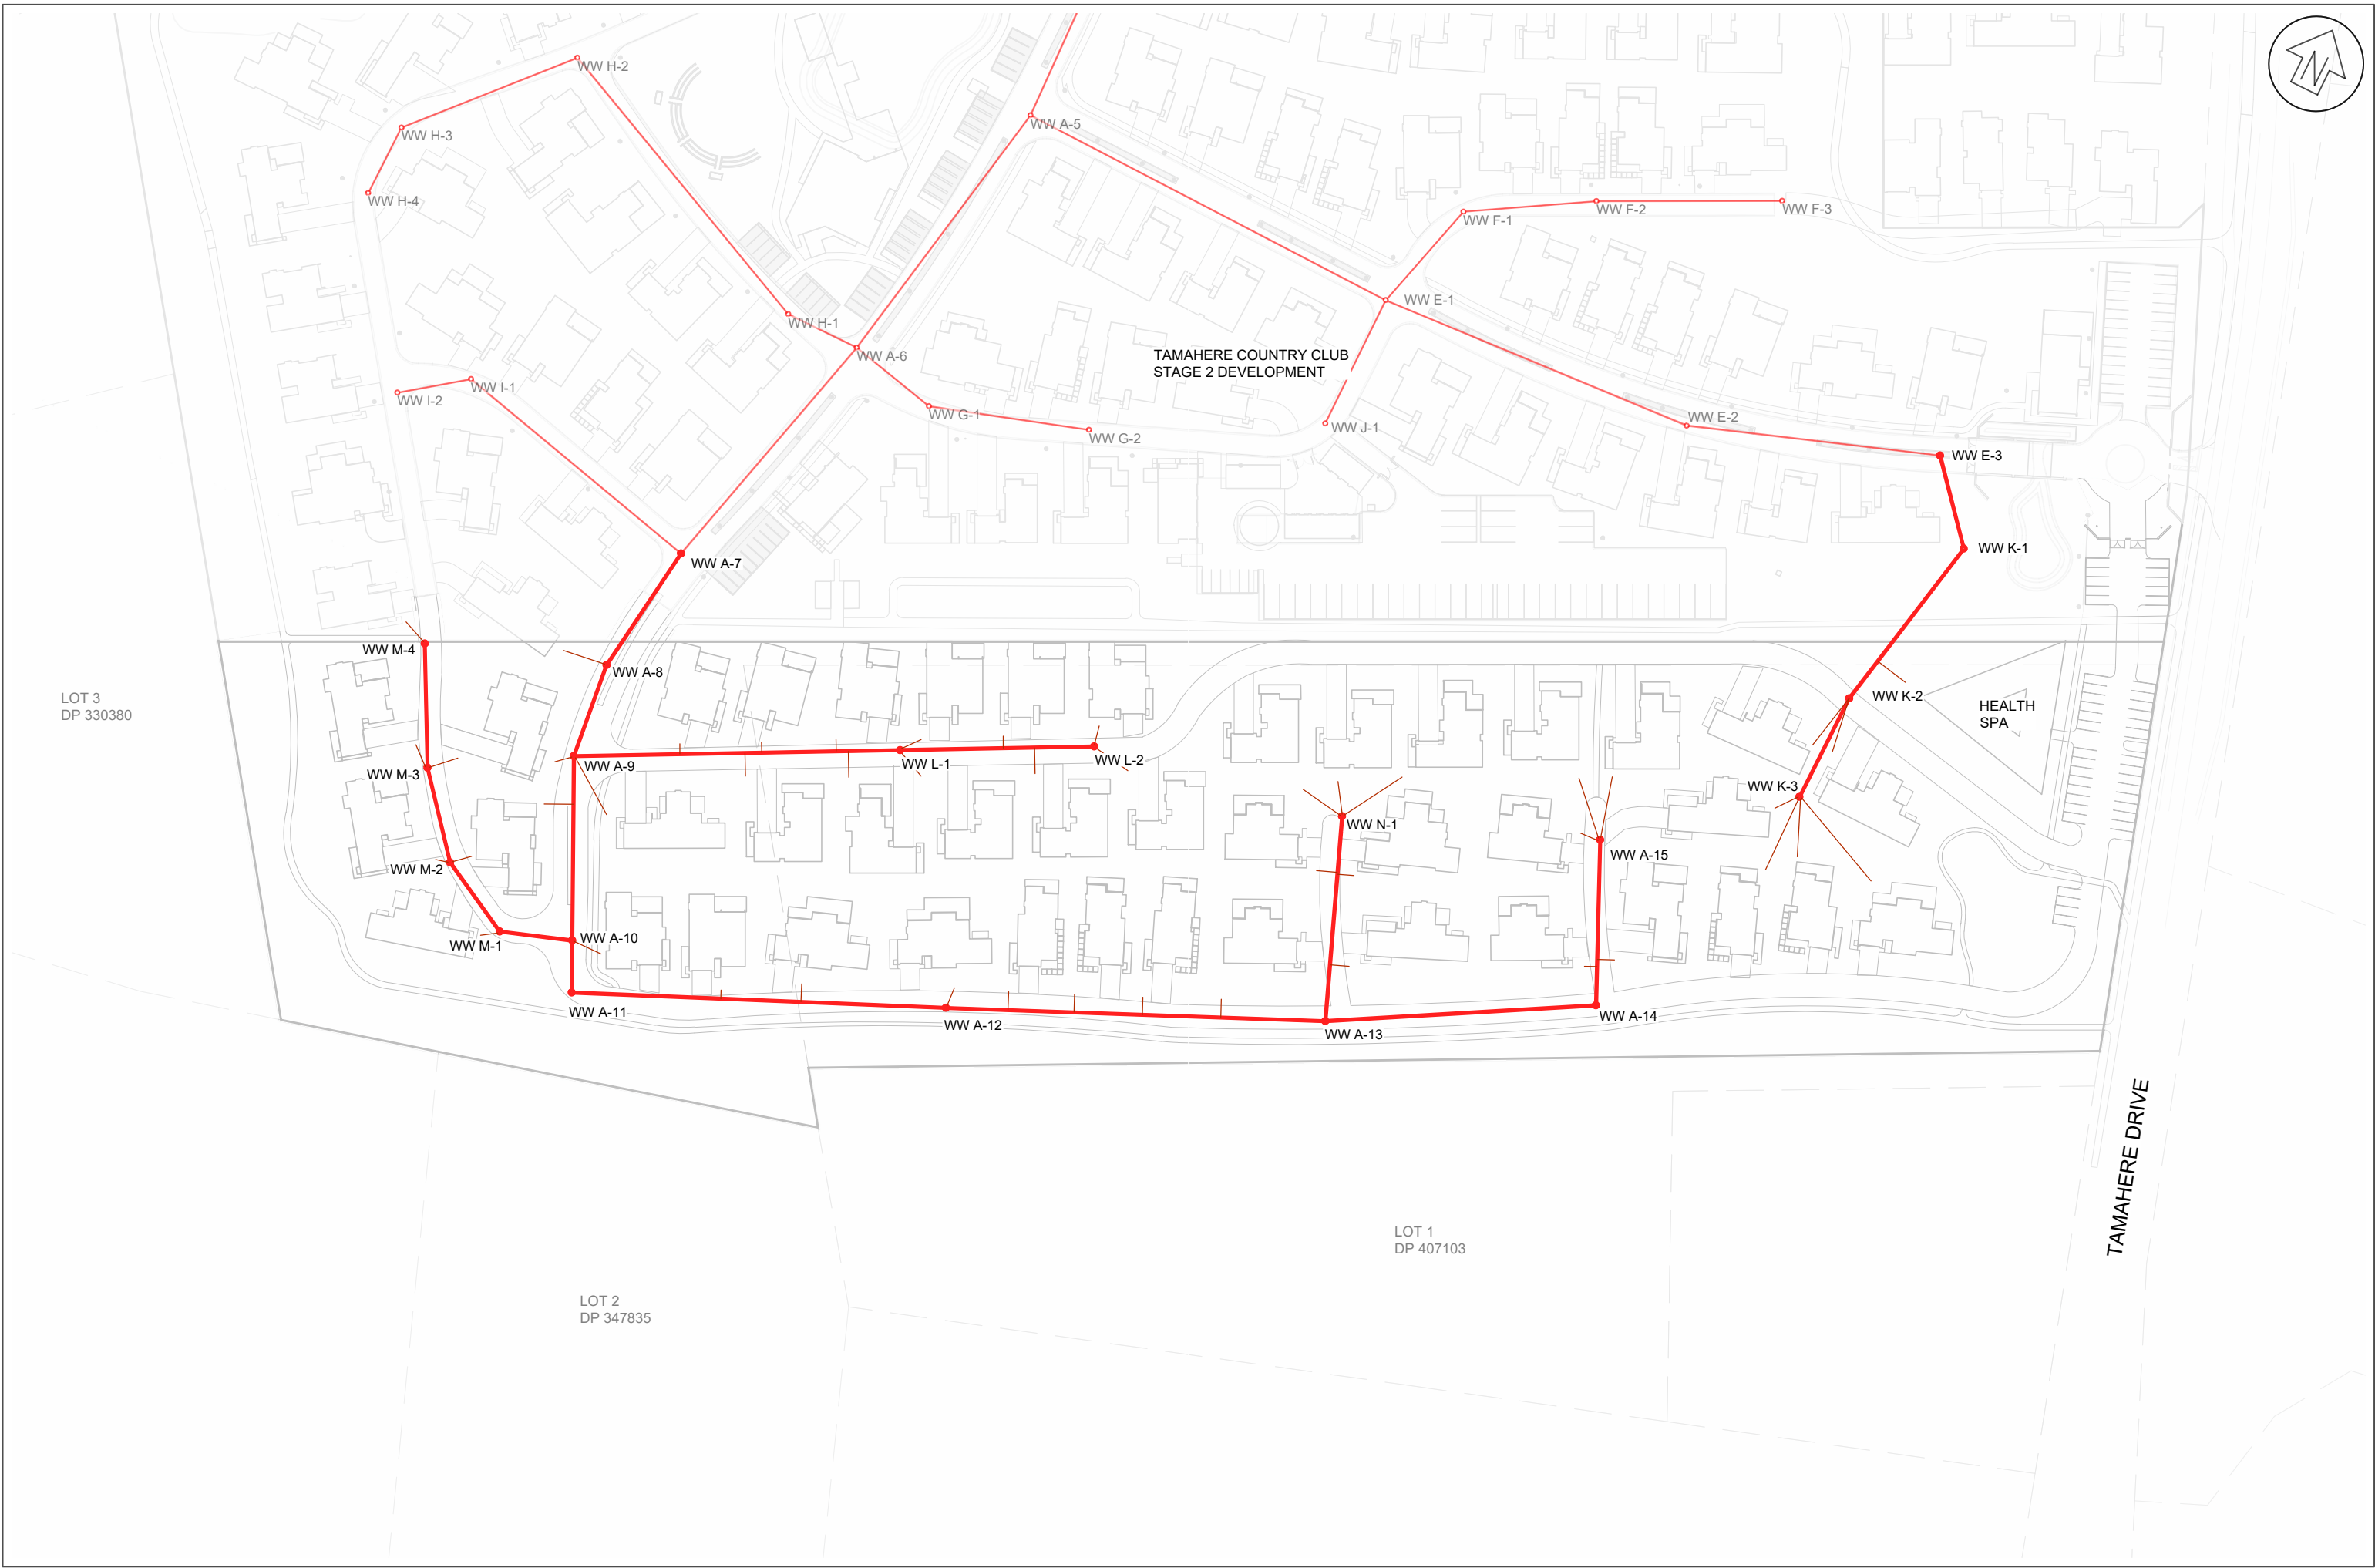 WW H-2
N
WW H-3
WW A-5
WW H-4
WW F-1
WW F-2
WW F-3
WW E-1
WW H-1
WW A-6
TAMAHERE COUNTRY CLUB
STAGE 2 DEVELOPMENT
WW I-1
WW I-2
WW G-1
WW G-2
WW J-1
WW E-2
WW E-3
WW K-1
WW A-7
WW M-4
WW A-8
LOT 3
DP 330380
WW K-2
HEALTH
SPA
WW A-9
WW L-1
WW L-2
WW M-3
WW K-3
WW N-1
WW A-15
WW M-2
WW M-1
WW A-10
WW A-11
WW A-12
WW A-13
WW A-14
TAMAHERE DRIVE
LOT 1
DP 407103
LOT 2
DP 347835